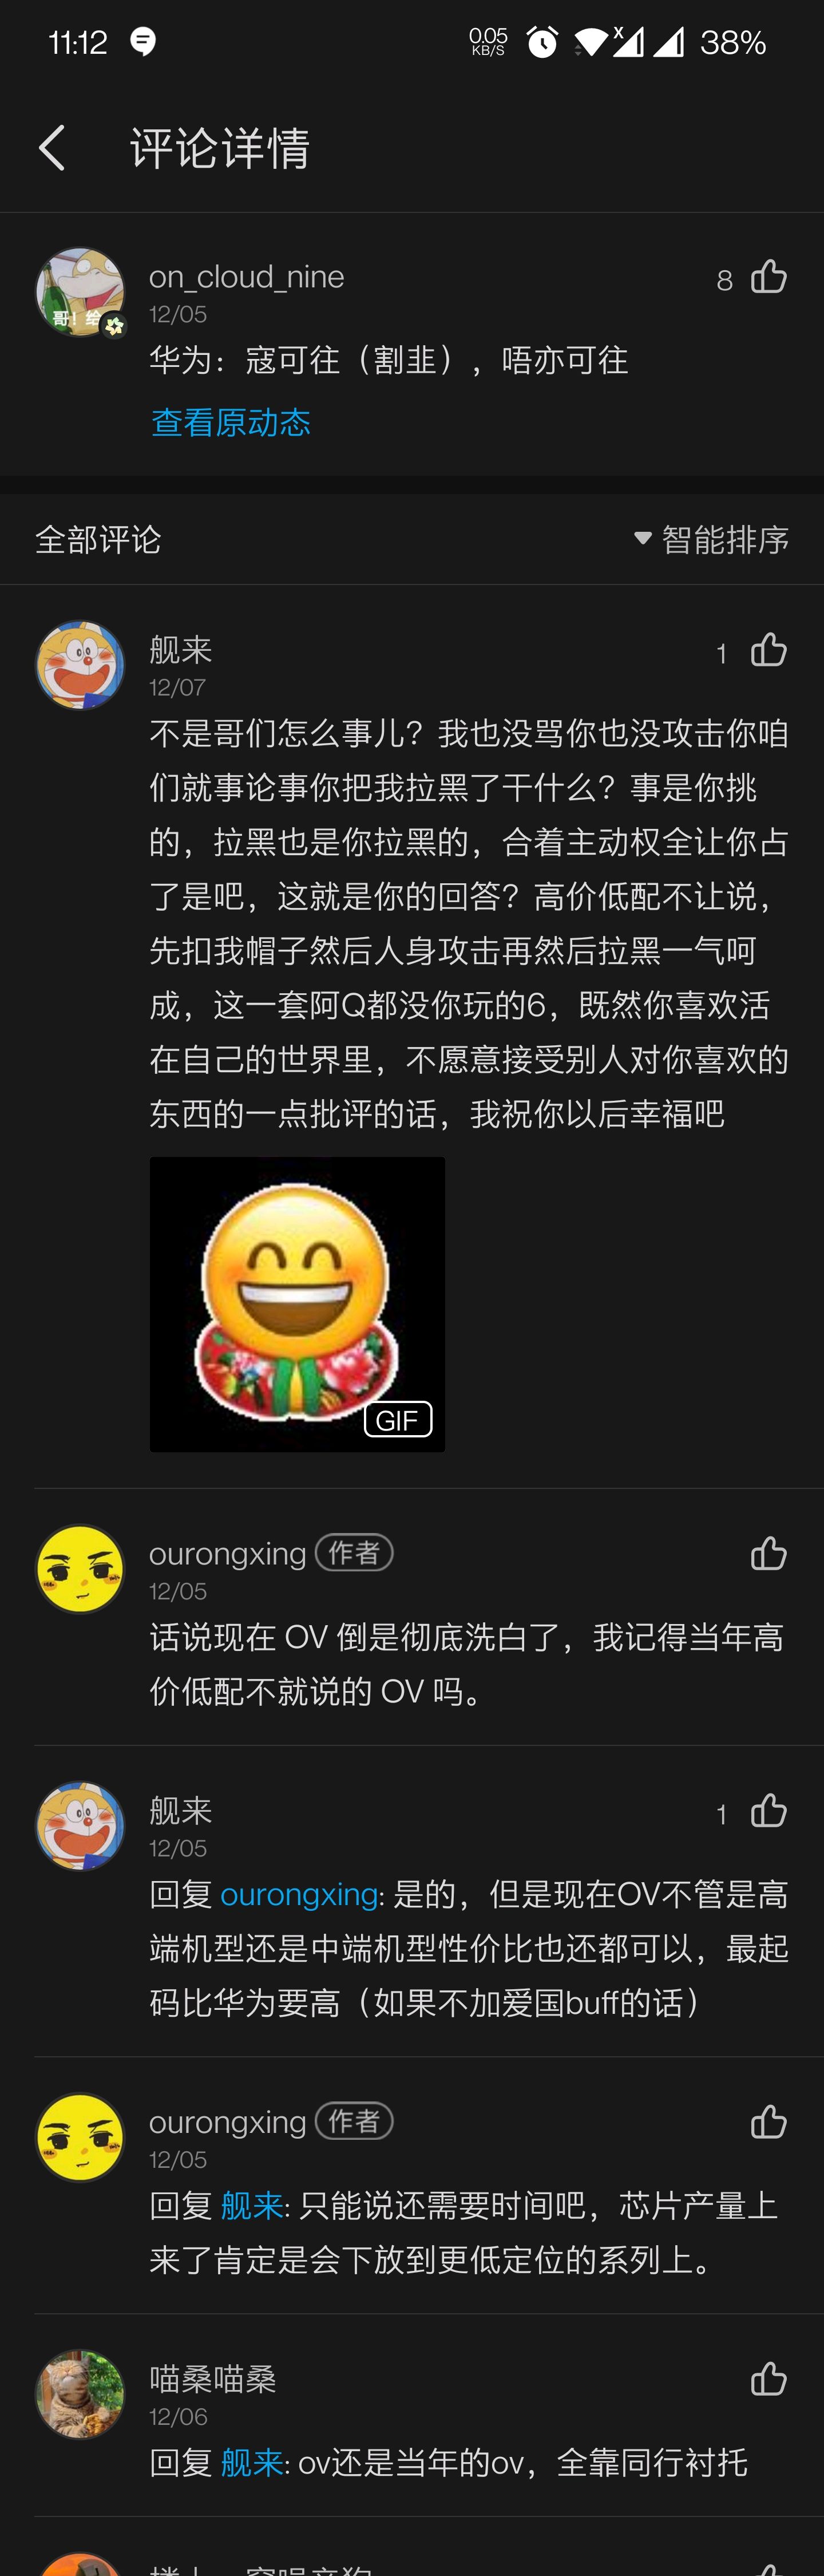 11:12
0.05
KB/S
x
38%
评论详情
on_cloud_nine
8
12/05
哥！给
华为：寇可往（割韭），唔亦可往
查看原动态
全部评论
智能排序
舰来
1
12/07
不是哥们怎么事儿？我也没骂你也没攻击你咱
们就事论事你把我拉黑了干什么？事是你挑
的，拉黑也是你拉黑的，合着主动权全让你占
了是吧，这就是你的回答？高价低配不让说，
先扣我帽子然后人身攻击再然后拉黑一气呵
成，这一套阿Q都没你玩的6，既然你喜欢活
在自己的世界里，不愿意接受别人对你喜欢的
东西的一点批评的话，我祝你以后幸福吧
GIF
ourongxing 作者
12/05
话说现在 OV 倒是彻底洗白了，我记得当年高
价低配不就说的 OV 吗。
舰来
1
12/05
回复 ourongxing: 是的，但是现在OV不管是高
端机型还是中端机型性价比也还都可以，最起
码比华为要高（如果不加爱国buff的话）
ourongxing 作者
12/05
回复 舰来: 只能说还需要时间吧，芯片产量上
来了肯定是会下放到更低定位的系列上。
喵桑喵桑
12/06
回复 舰来: ov还是当年的ov，全靠同行衬托